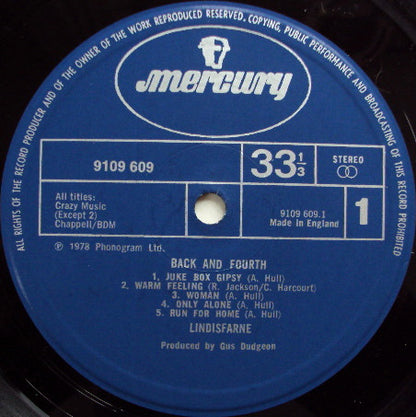 ALL RIGHTS OF THE RECORD PRODUCER AND OF THE OWNER OF THE WORK REPRODUCED RESERVED. COPYING, PUBLIC PERFORMANCE AND BROADCASTING OF THIS RECORD PROHIBITED
mercury
9109 609
33 1/3
STEREO
All titles:
Crazy Music
(Except 2)
Chappell/BDM
9109 609.1
Made in England
1
℗ 1978 Phonogram Ltd.
BACK AND FOURTH
1. JUKE BOX GIPSY (A. Hull)
2. WARM FEELING (R. Jackson/C. Harcourt)
3. WOMAN (A. Hull)
4. ONLY ALONE (A. Hull)
5. RUN FOR HOME (A. Hull)
LINDISFARNE
Produced by Gus Dudgeon